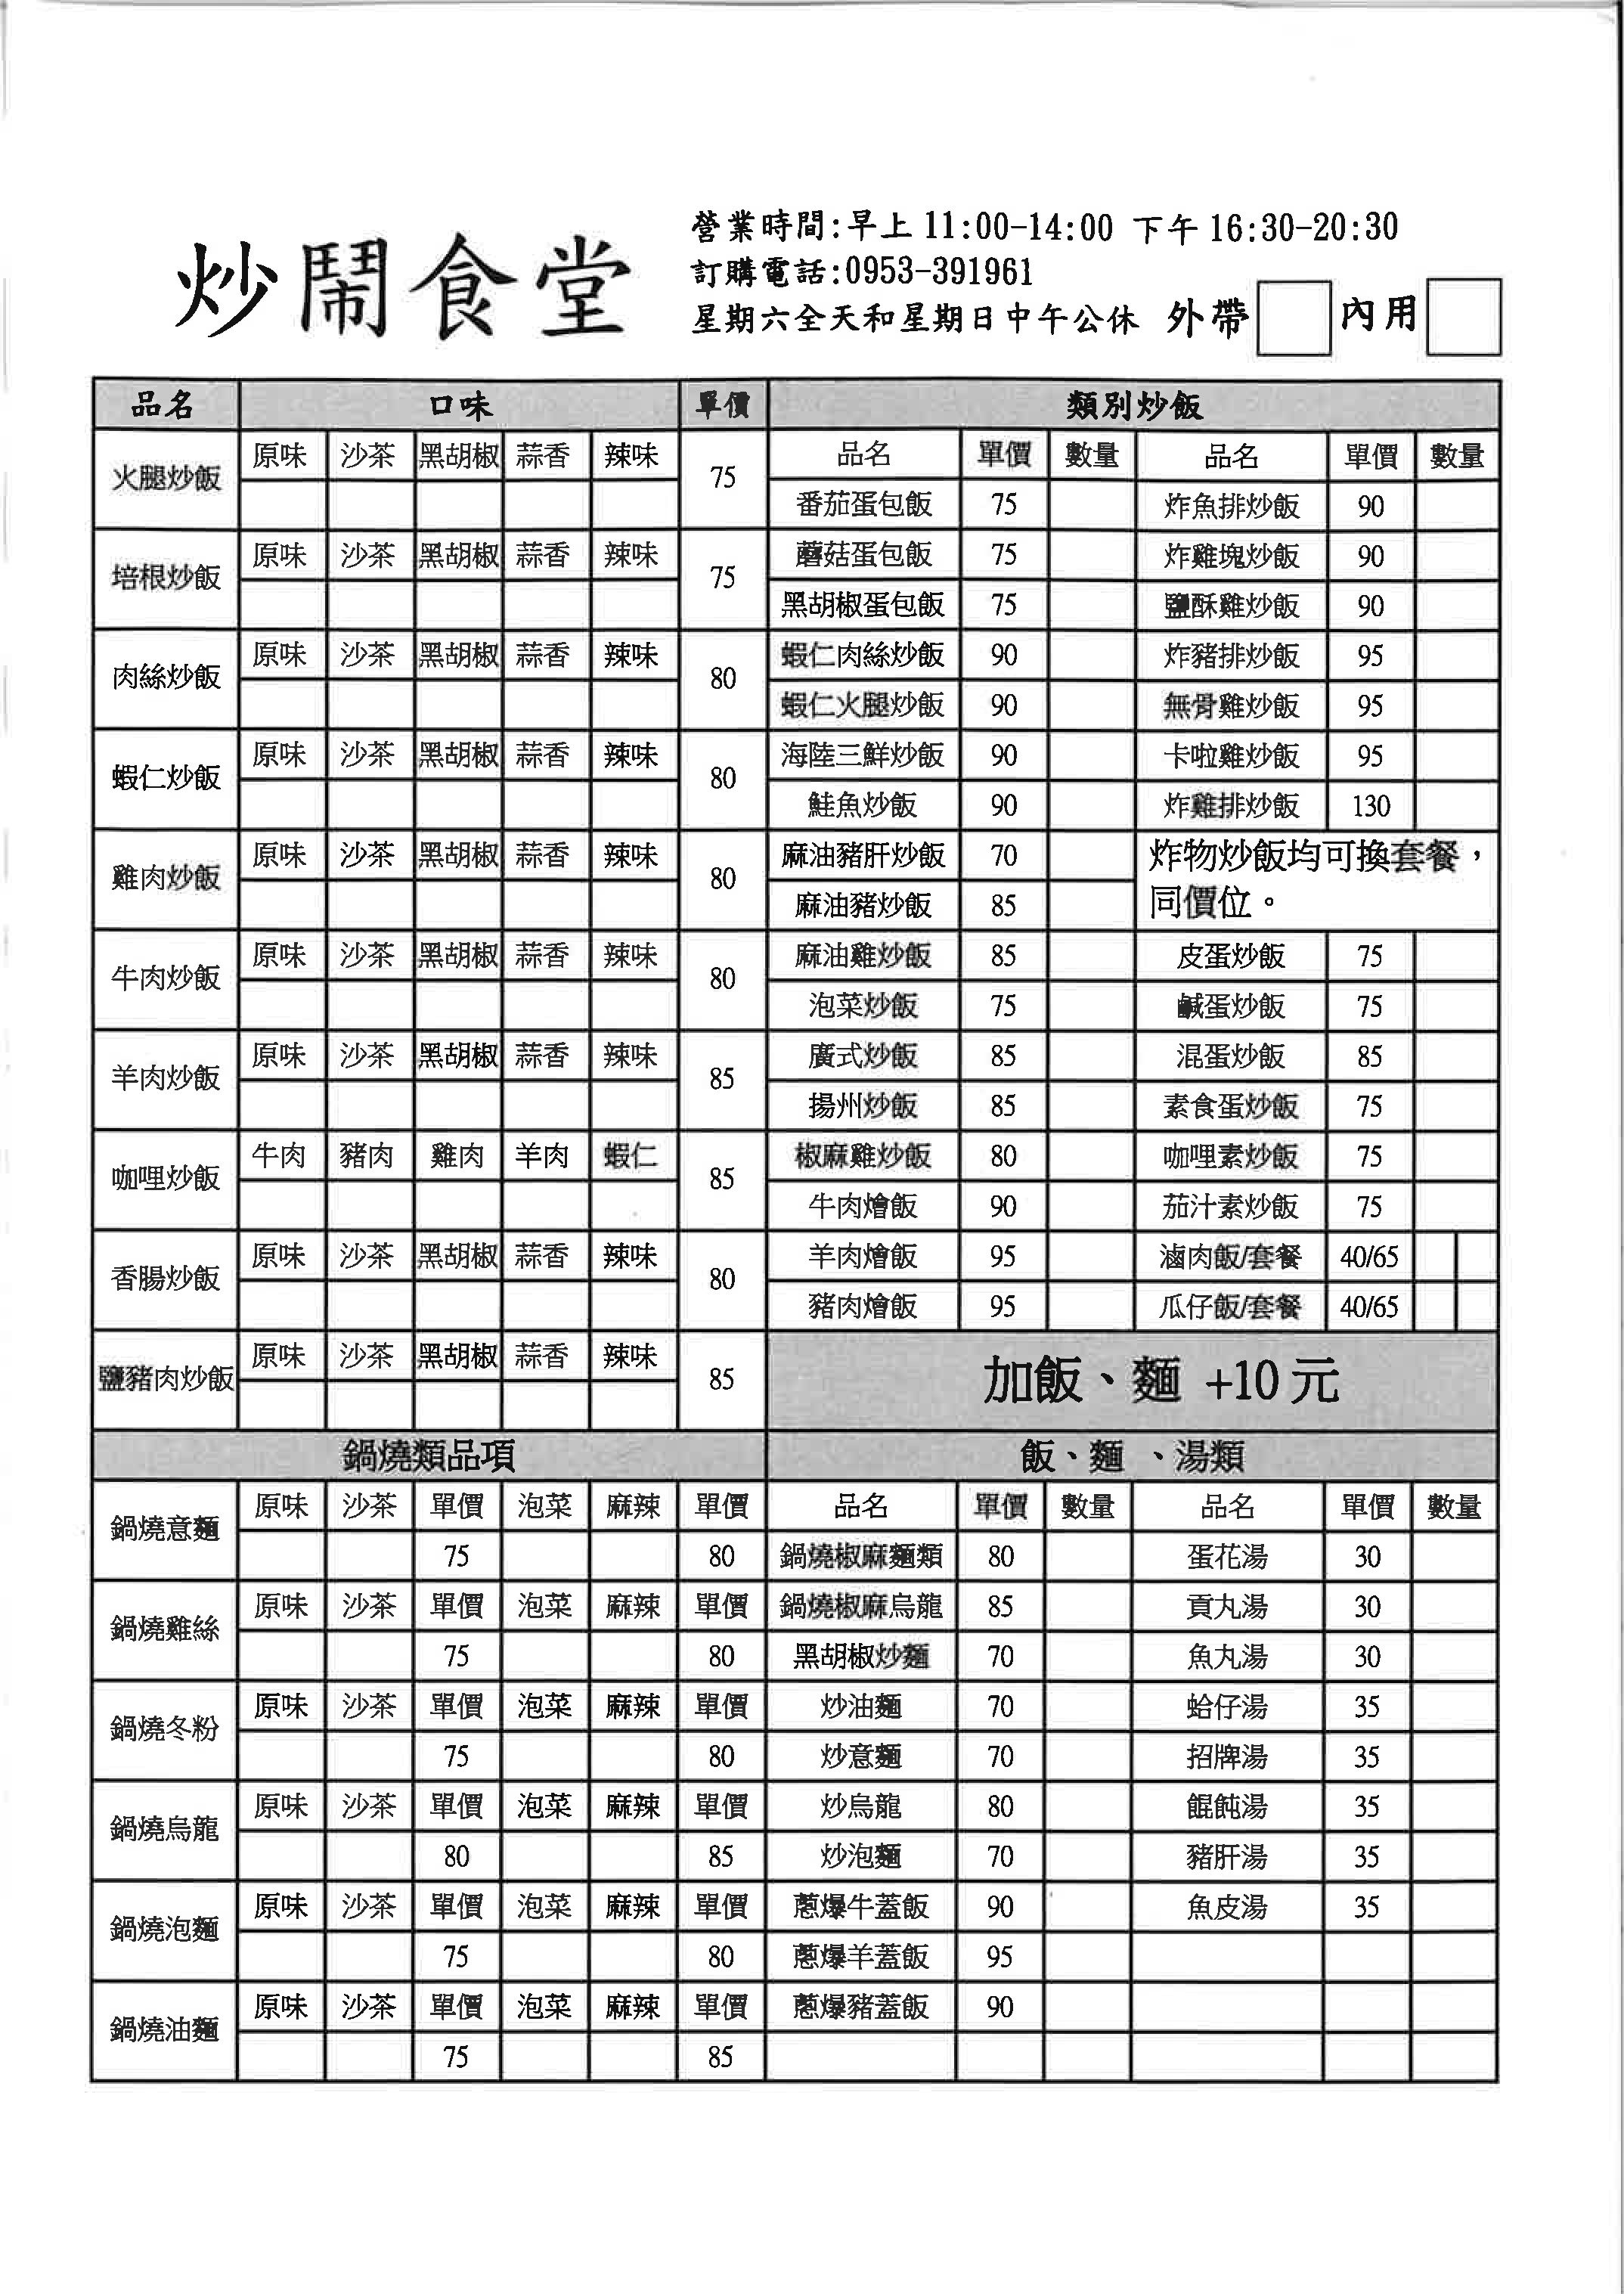 炒鬧食堂
營業時間:早上11:00-14:00 下午16:30-20:30
訂購電話:0953-391961
星期六全天和星期日中午公休 外帶 內用
品名 口味 單價 類別炒飯
火腿炒飯 原味 沙茶 黑胡椒 蒜香 辣味 75 品名 單價 數量 品名 單價 數量
番茄蛋包飯 75 炸魚排炒飯 90
培根炒飯 原味 沙茶 黑胡椒 蒜香 辣味 75 蘑菇蛋包飯 75 炸雞塊炒飯 90
黑胡椒蛋包飯 75 鹽酥雞炒飯 90
肉絲炒飯 原味 沙茶 黑胡椒 蒜香 辣味 80 蝦仁肉絲炒飯 90 炸豬排炒飯 95
蝦仁火腿炒飯 90 無骨雞炒飯 95
蝦仁炒飯 原味 沙茶 黑胡椒 蒜香 辣味 80 海陸三鮮炒飯 90 卡啦雞炒飯 95
鮭魚炒飯 90 炸雞排炒飯 130
雞肉炒飯 原味 沙茶 黑胡椒 蒜香 辣味 80 麻油豬肝炒飯 70 炸物炒飯均可換套餐，
麻油豬炒飯 85 同價位。
牛肉炒飯 原味 沙茶 黑胡椒 蒜香 辣味 80 麻油雞炒飯 85 皮蛋炒飯 75
泡菜炒飯 75 鹹蛋炒飯 75
羊肉炒飯 原味 沙茶 黑胡椒 蒜香 辣味 85 廣式炒飯 85 混蛋炒飯 85
揚州炒飯 85 素食蛋炒飯 75
咖哩炒飯 牛肉 豬肉 雞肉 羊肉 蝦仁 85 椒麻雞炒飯 80 咖哩素炒飯 75
牛肉燴飯 90 茄汁素炒飯 75
香腸炒飯 原味 沙茶 黑胡椒 蒜香 辣味 80 羊肉燴飯 95 滷肉飯/套餐 40/65
豬肉燴飯 95 瓜仔飯/套餐 40/65
鹽豬肉炒飯 原味 沙茶 黑胡椒 蒜香 辣味 85 加飯、麵 +10元
鍋燒類品項 飯、麵 、湯類
鍋燒意麵 原味 沙茶 單價 泡菜 麻辣 單價 品名 單價 數量 品名 單價 數量
75 80 鍋燒椒麻麵類 80 蛋花湯 30
鍋燒雞絲 原味 沙茶 單價 泡菜 麻辣 單價 鍋燒椒麻烏龍 85 貢丸湯 30
75 80 黑胡椒炒麵 70 魚丸湯 30
鍋燒冬粉 原味 沙茶 單價 泡菜 麻辣 單價 炒油麵 70 蛤仔湯 35
75 80 炒意麵 70 招牌湯 35
鍋燒烏龍 原味 沙茶 單價 泡菜 麻辣 單價 炒烏龍 80 餛飩湯 35
80 85 炒泡麵 70 豬肝湯 35
鍋燒泡麵 原味 沙茶 單價 泡菜 麻辣 單價 蔥爆牛蓋飯 90 魚皮湯 35
75 80 蔥爆羊蓋飯 95
鍋燒油麵 原味 沙茶 單價 泡菜 麻辣 單價 蔥爆豬蓋飯 90
75 85